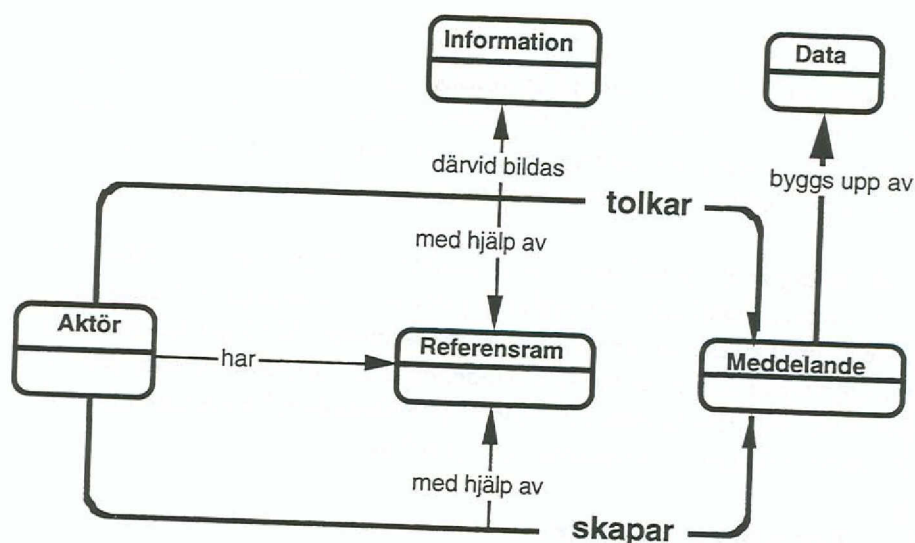 Information
Data
därvid bildas
byggs upp av
tolkar
med hjälp av
Aktör
har
Referensram
Meddelande
med hjälp av
skapar